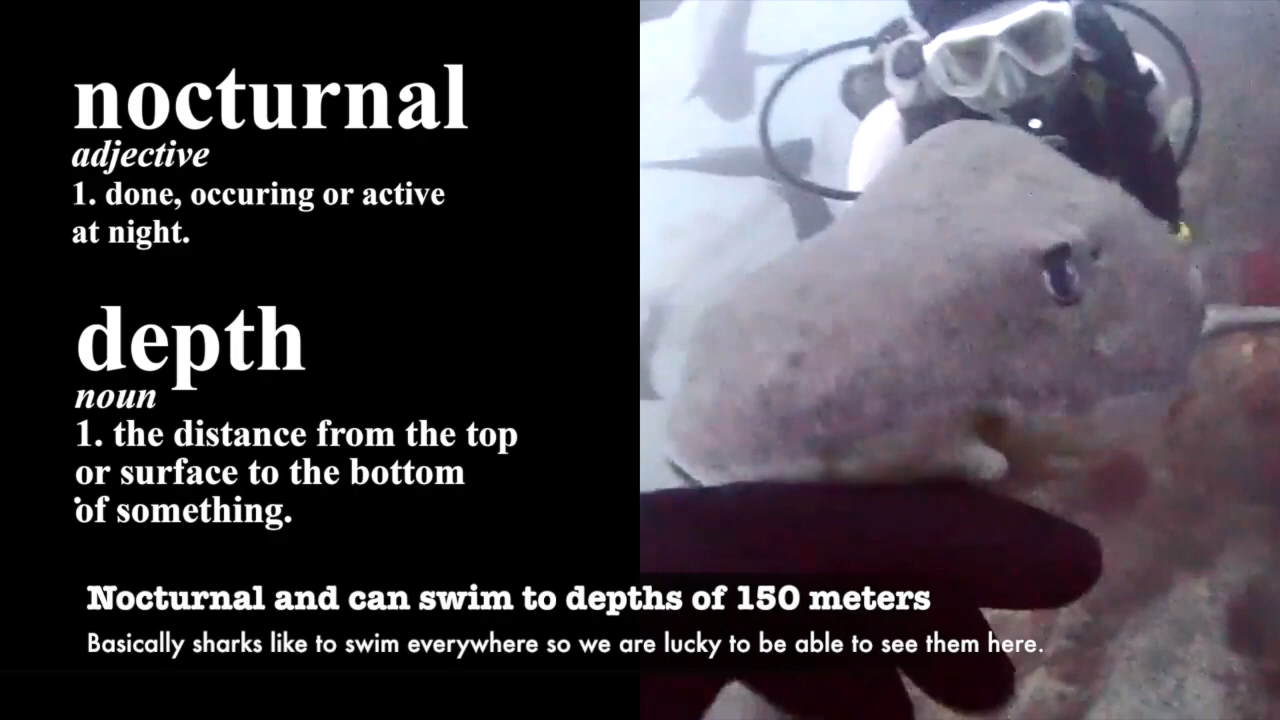 nocturnal
adjective
1. done, occuring or active
at night.
depth
noun
1. the distance from the top
or surface to the bottom
of something.
Nocturnal and can swim to depths of 150 meters
Basically sharks like to swim everywhere so we are lucky to be able to see them here.